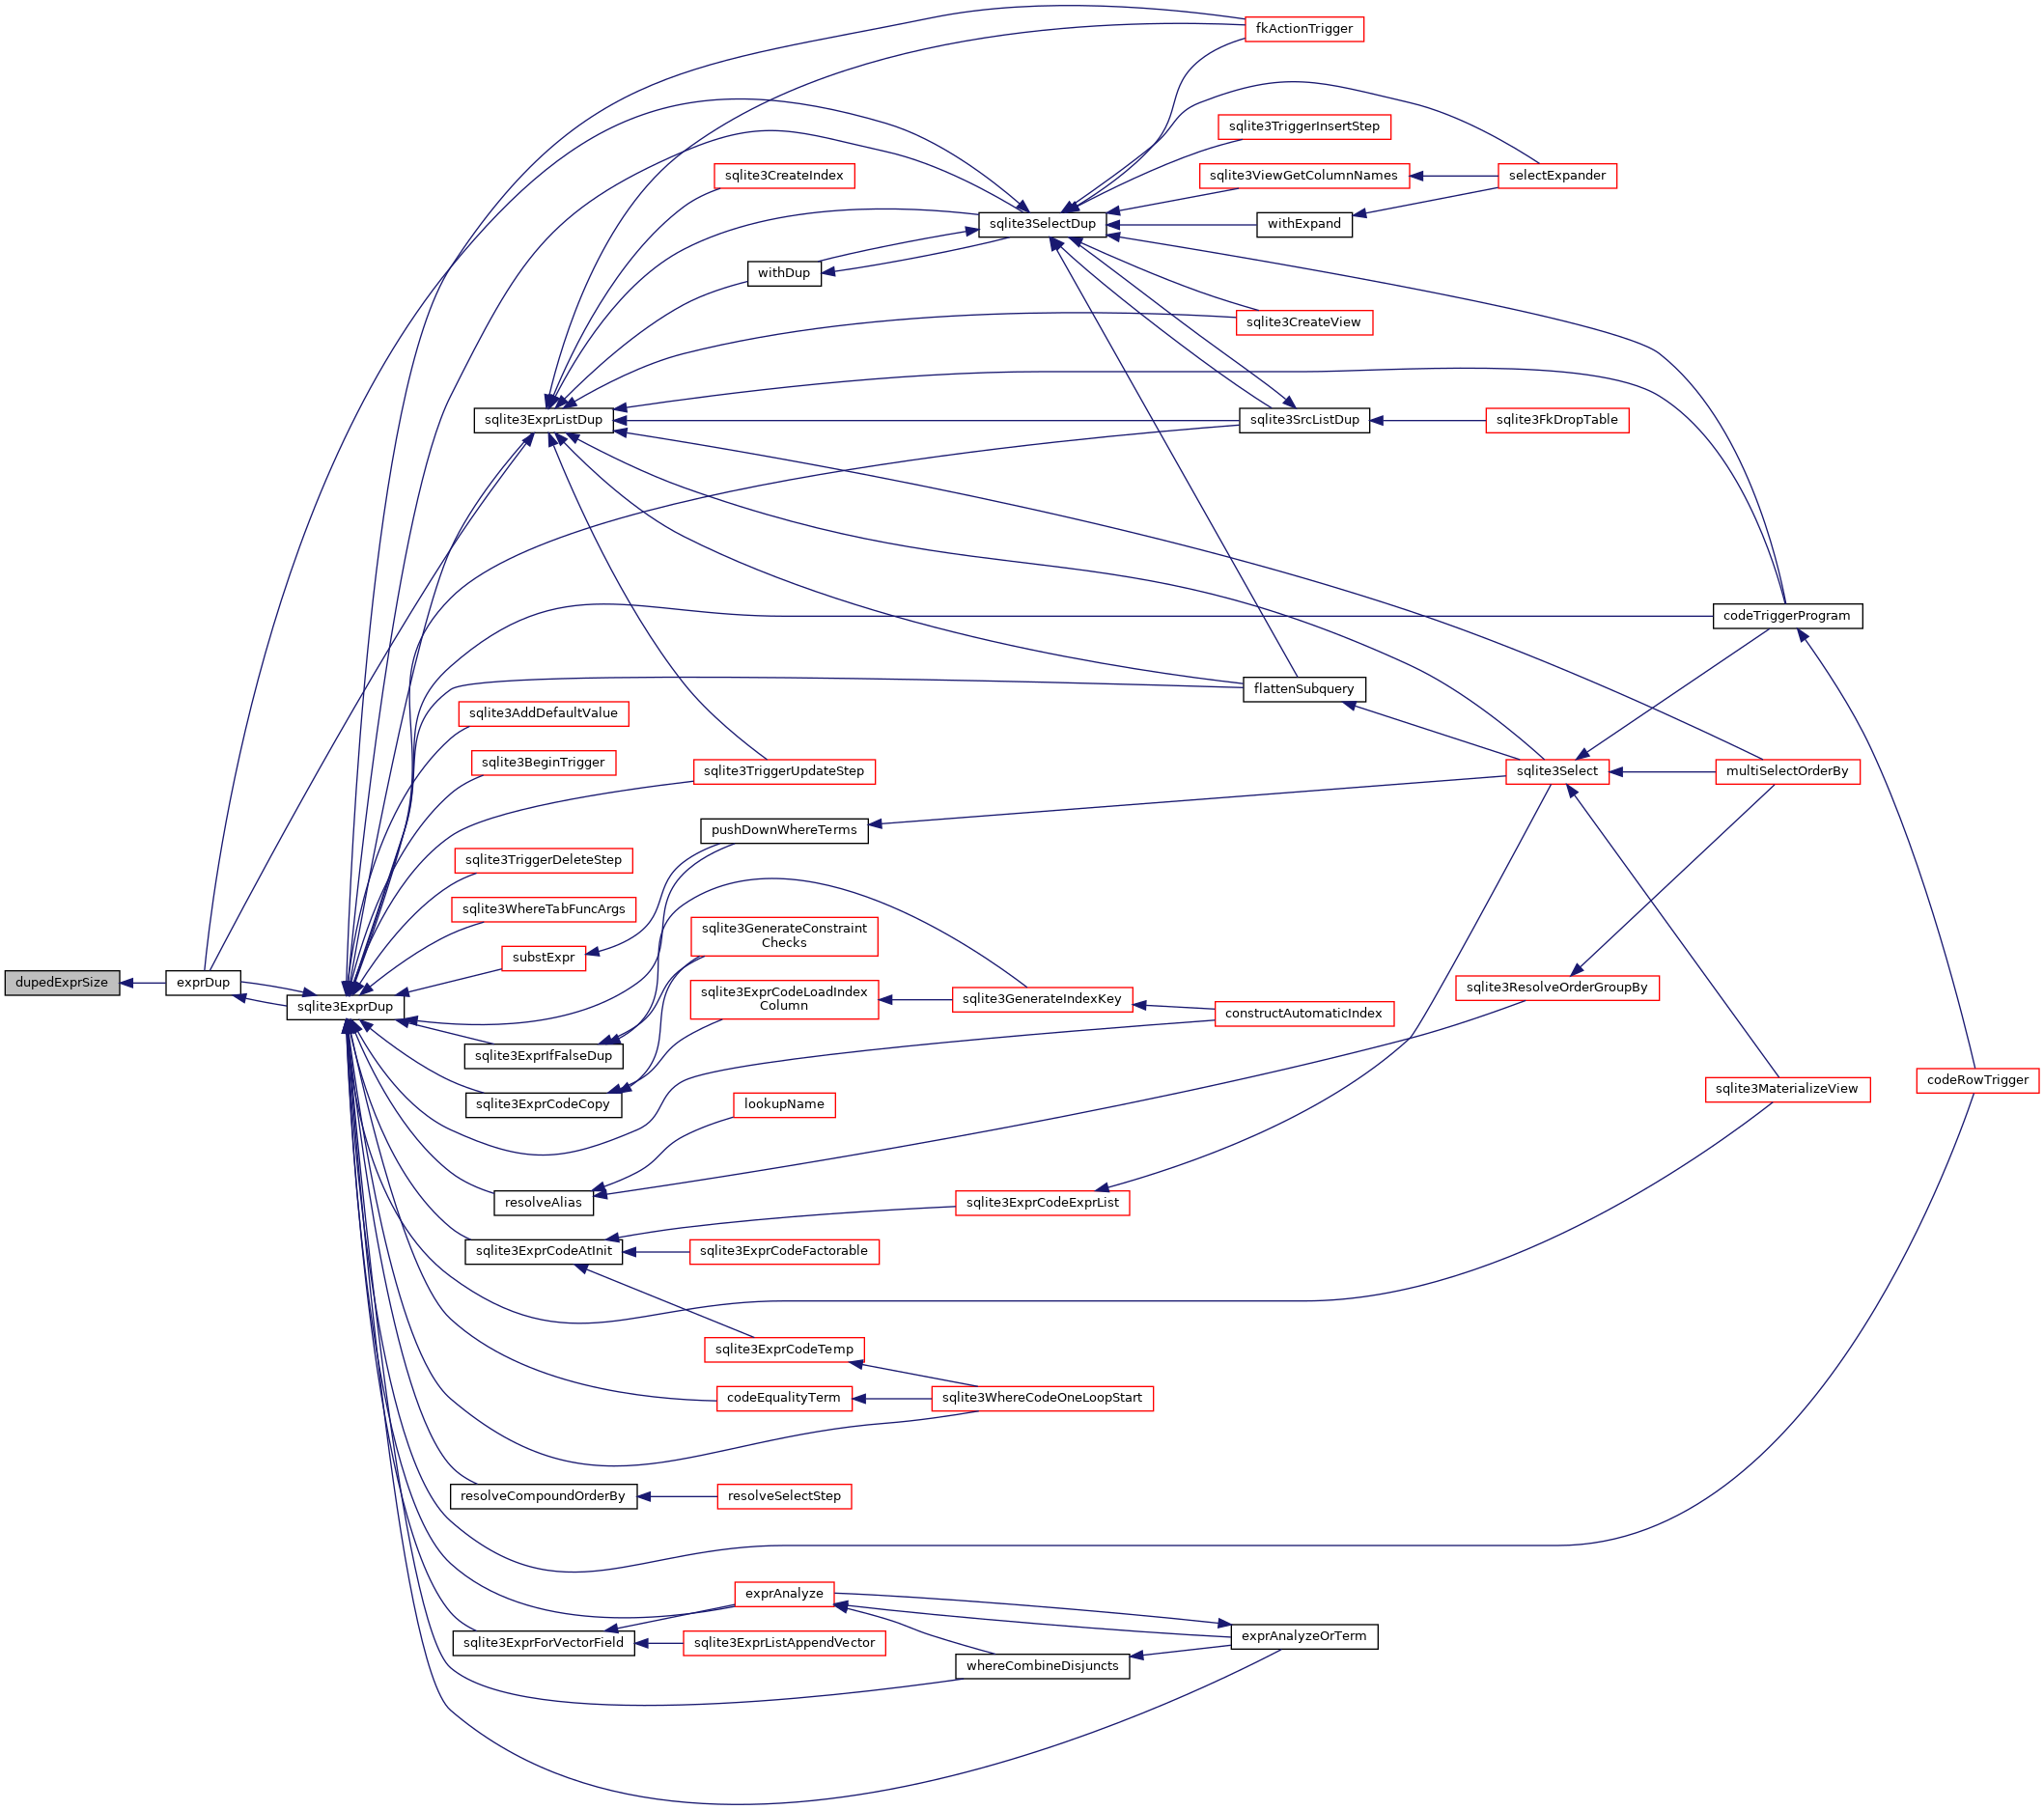 fkActionTrigger
sqlite3TriggerInsertStep
sqlite3CreateIndex
sqlite3ViewGetColumnNames
selectExpander
sqlite3SelectDup
withExpand
withDup
sqlite3CreateView
sqlite3ExprListDup
sqlite3SrcListDup
sqlite3FkDropTable
codeTriggerProgram
flattenSubquery
sqlite3AddDefaultValue
sqlite3BeginTrigger
sqlite3TriggerUpdateStep
sqlite3Select
multiSelectOrderBy
pushDownWhereTerms
sqlite3TriggerDeleteStep
sqlite3WhereTabFuncArgs
sqlite3GenerateConstraint
Checks
substExpr
dupedExprSize
exprDup
sqlite3ExprDup
sqlite3ExprCodeLoadIndex
Column
sqlite3GenerateIndexKey
sqlite3ResolveOrderGroupBy
constructAutomaticIndex
sqlite3ExprIfFalseDup
sqlite3ExprCodeCopy
lookupName
sqlite3MaterializeView
codeRowTrigger
resolveAlias
sqlite3ExprCodeExprList
sqlite3ExprCodeAtInit
sqlite3ExprCodeFactorable
sqlite3ExprCodeTemp
codeEqualityTerm
sqlite3WhereCodeOneLoopStart
resolveCompoundOrderBy
resolveSelectStep
exprAnalyze
sqlite3ExprForVectorField
sqlite3ExprListAppendVector
exprAnalyzeOrTerm
whereCombineDisjuncts